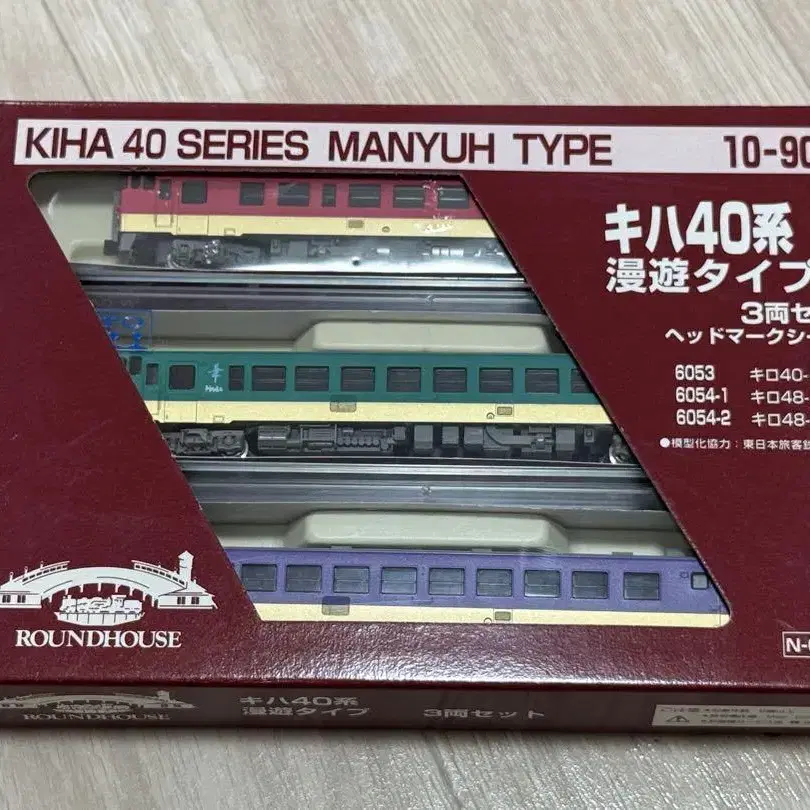 KIHA 40 SERIES MANYUH TYPE 10-90
キハ40系
漫遊タイプ
3両セ
ヘッドマークシー
6053 キロ40-
6054-1 キロ48-
6054-2 キロ48-
●模型化協力:東日本旅客鉄
華
ROUNDHOUSE
N-
キハ40系
漫遊タイプ 3両セット
ROUNDHOUSE